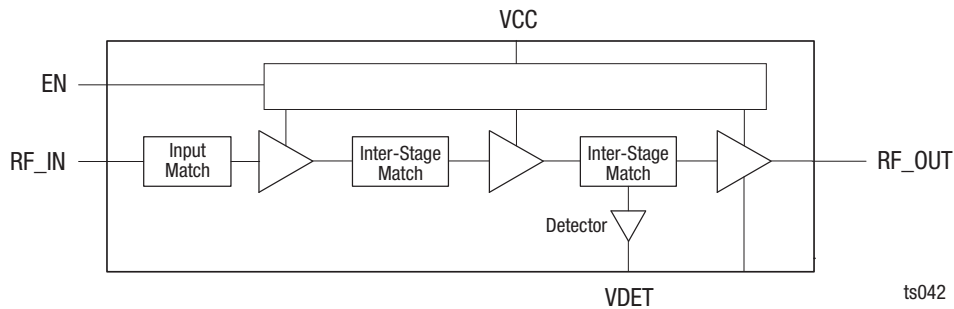 VCC
EN
RF_IN
Input
Match
Inter-Stage
Match
Inter-Stage
Match
RF_OUT
Detector
VDET
ts042